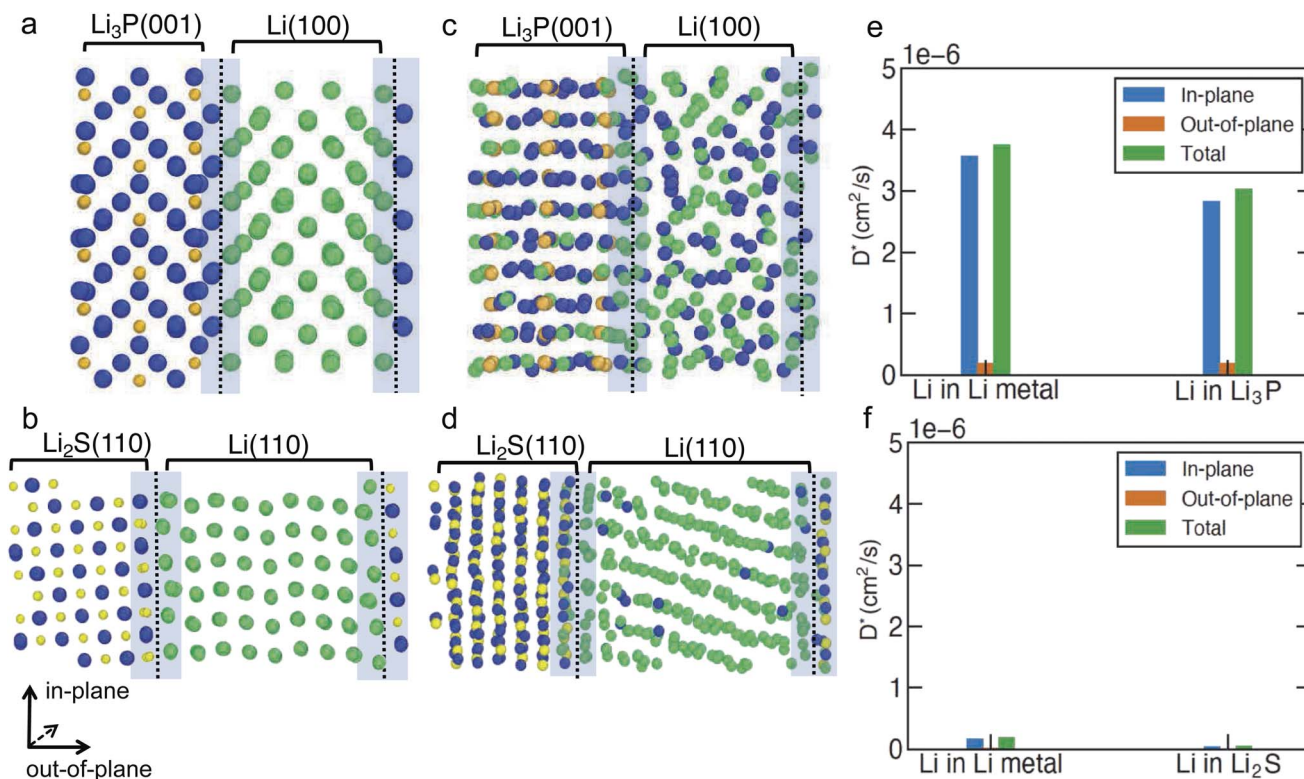 a
Li₃P(001)
Li(100)
c
Li₃P(001)
Li(100)
e
1e-6
5
4
3
2
1
0
D* (cm²/s)
In-plane
Out-of-plane
Total
Li in Li metal
Li in Li₃P
b
Li₂S(110)
Li(110)
d
Li₂S(110)
Li(110)
in-plane
out-of-plane
f
1e-6
5
4
3
2
1
0
D* (cm²/s)
In-plane
Out-of-plane
Total
Li in Li metal
Li in Li₂S